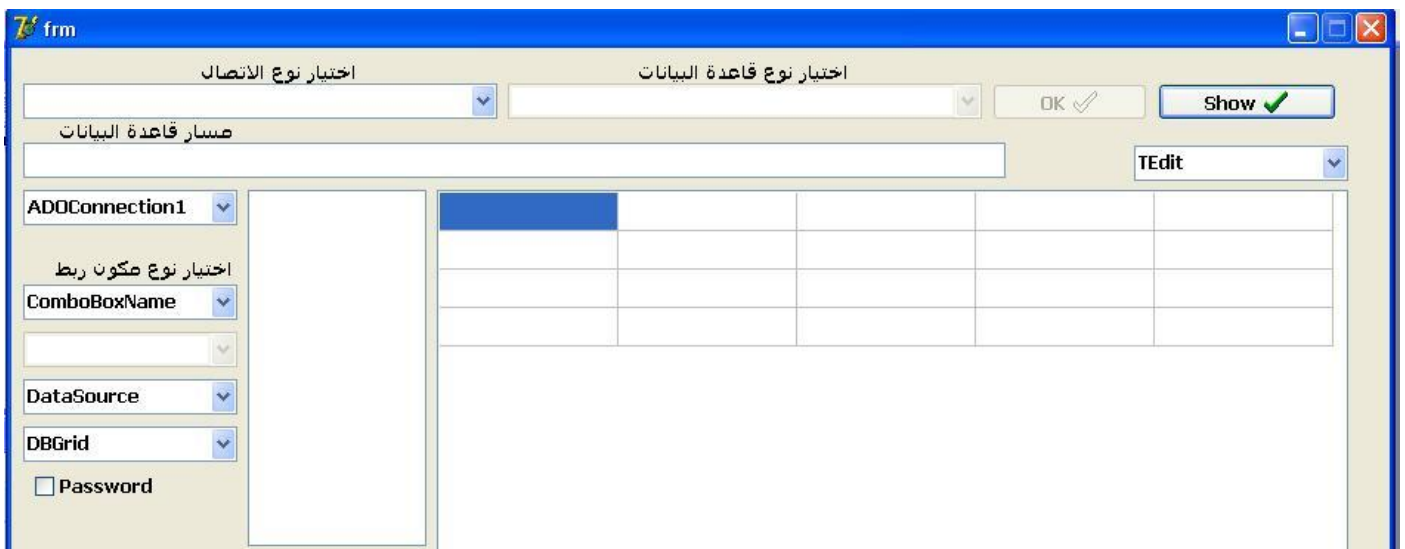 frm
اختيار نوع الاتصال
اختيار نوع قاعدة البيانات
OK
Show
مسار قاعدة البيانات
TEdit
ADOConnection1
اختيار نوع مكون ربط
ComboBoxName
DataSource
DBGrid
Password